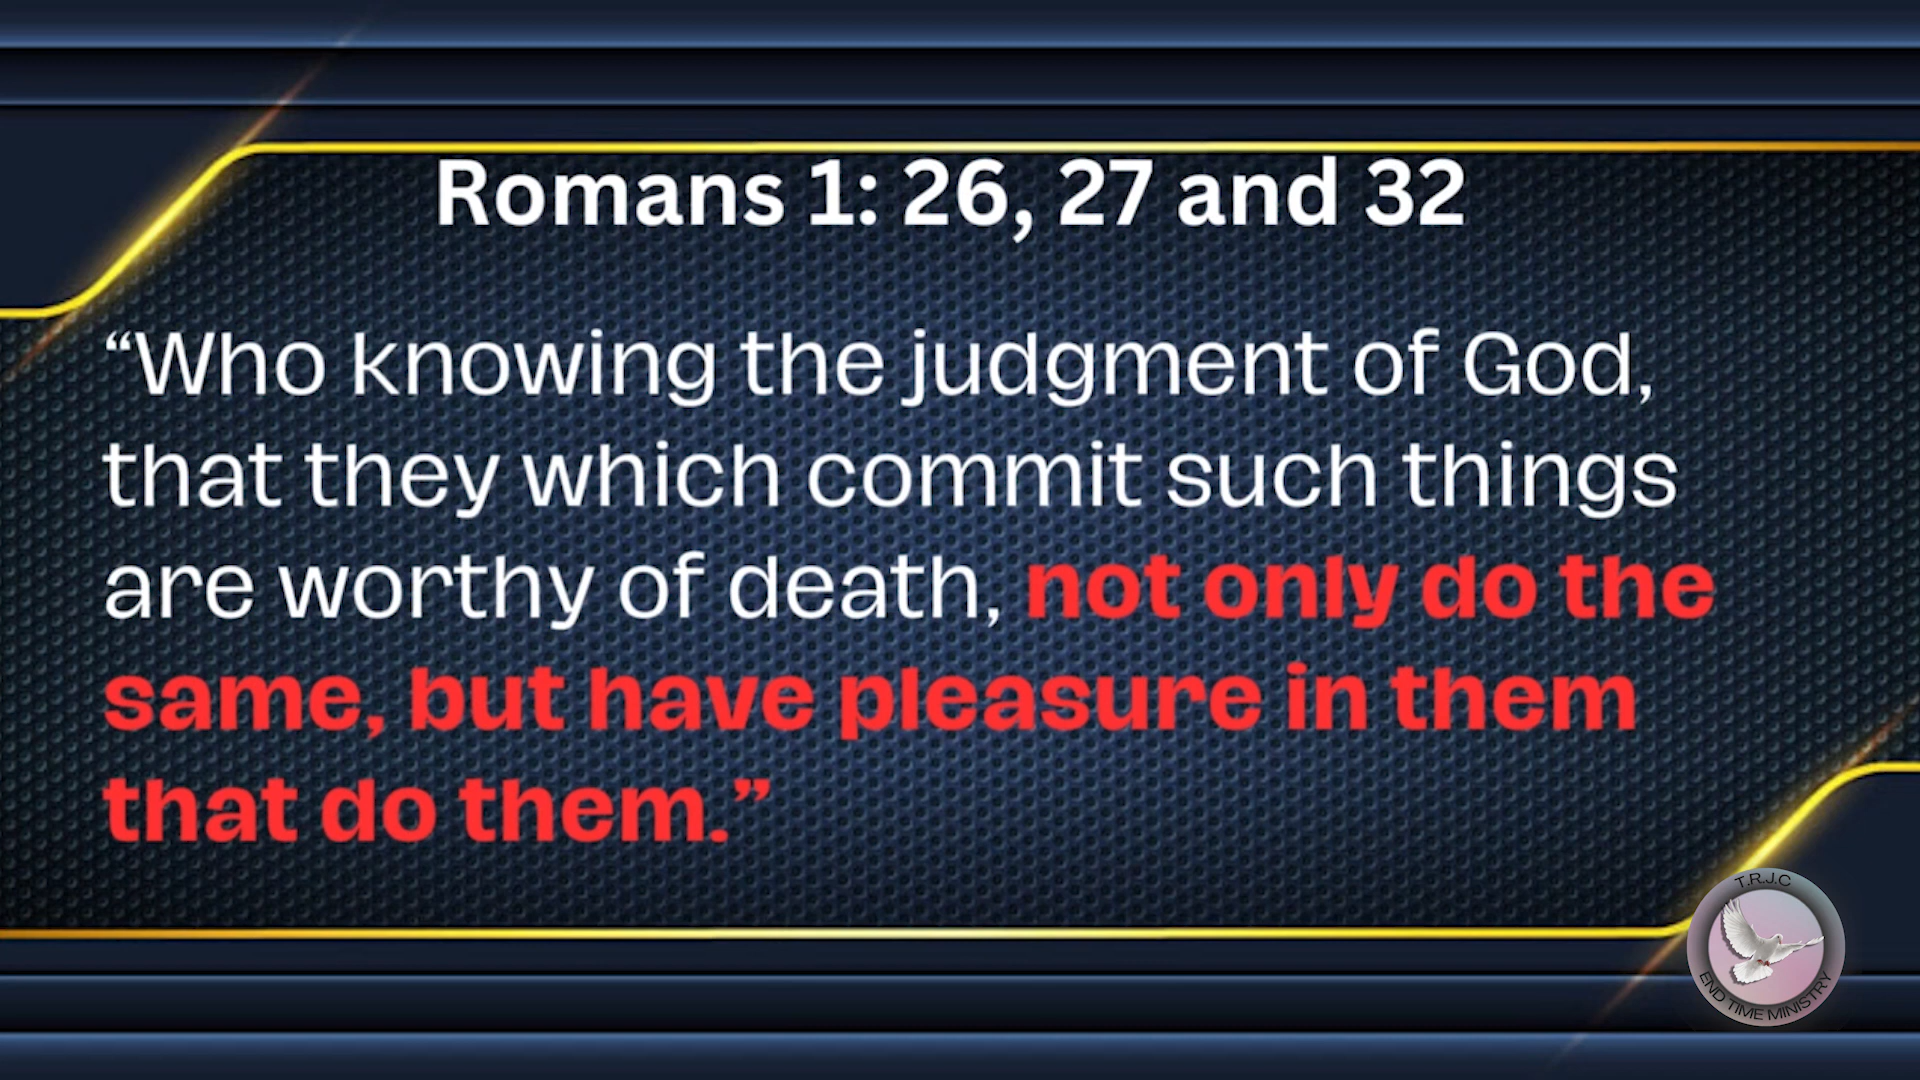 Romans 1: 26, 27 and 32
“Who knowing the judgment of God,
that they which commit such things
are worthy of death, not only do the
same, but have pleasure in them
that do them.”
T.R.J.C
END TIME MINISTRY